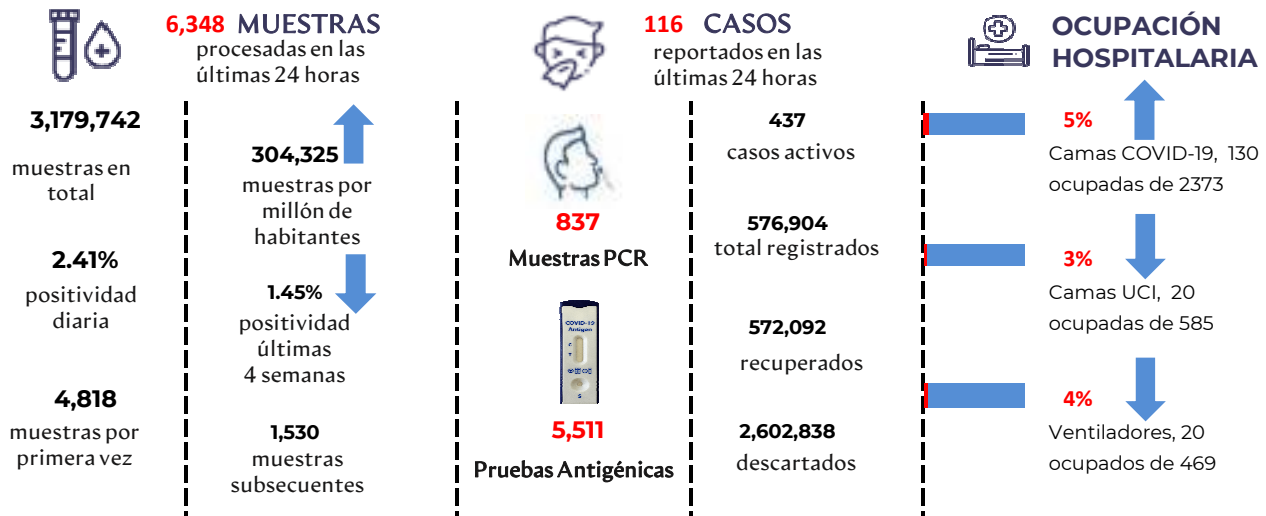 6,348 MUESTRAS
procesadas en las
últimas 24 horas
3,179,742
muestras en
total
2.41%
positividad
diaria
4,818
muestras por
primera vez
304,325
muestras por
millón de
habitantes
1.45%
positividad
últimas
4 semanas
1,530
muestras
subsecuentes
116 CASOS
reportados en las
últimas 24 horas
837
Muestras PCR
COVID-19
Antigen
C
T
S
5,511
Pruebas Antigénicas
437
casos activos
576,904
total registrados
572,092
recuperados
2,602,838
descartados
OCUPACIÓN
HOSPITALARIA
5%
Camas COVID-19, 130
ocupadas de 2373
3%
Camas UCI, 20
ocupadas de 585
4%
Ventiladores, 20
ocupados de 469